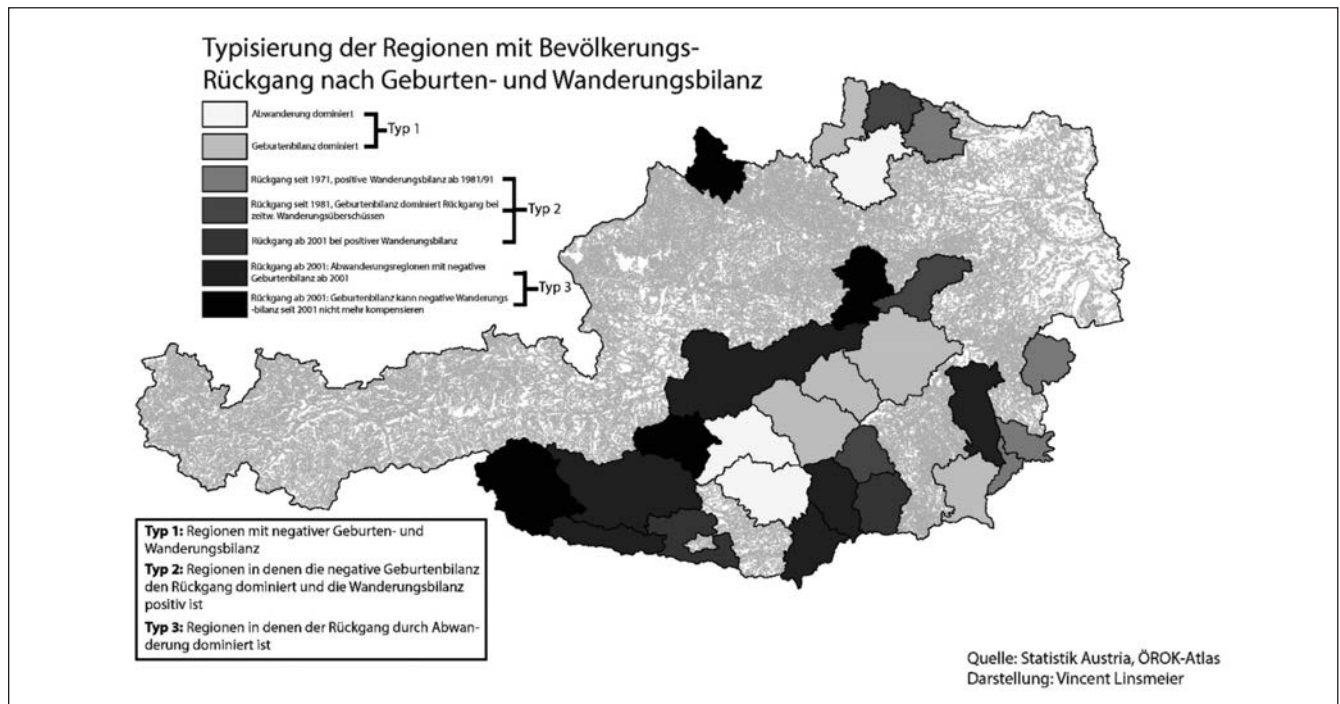 Typisierung der Regionen mit Bevölkerungs-
Rückgang nach Geburten- und Wanderungsbilanz
Abwanderung dominiert
Geburtenbilanz dominiert
Typ 1
Rückgang seit 1971, positive Wanderungsbilanz ab 1981/91
Rückgang seit 1981, Geburtenbilanz dominiert Rückgang bei
zeitw. Wanderungsüberschüssen
Rückgang ab 2001 bei positiver Wanderungsbilanz
Typ 2
Rückgang ab 2001: Abwanderungsregionen mit negativer
Geburtenbilanz ab 2001
Rückgang ab 2001: Geburtenbilanz kann negative Wanderungs
-bilanz seit 2001 nicht mehr kompensieren
Typ 3
Typ 1: Regionen mit negativer Geburten- und
Wanderungsbilanz
Typ 2: Regionen in denen die negative Geburtenbilanz
den Rückgang dominiert und die Wanderungsbilanz
positiv ist
Typ 3: Regionen in denen der Rückgang durch Abwan-
derung dominiert ist
Quelle: Statistik Austria, ÖROK-Atlas
Darstellung: Vincent Linsmeier